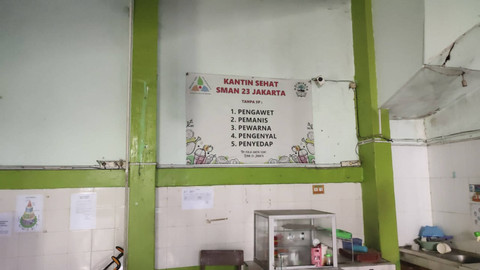 KANTIN SEHAT
SMAN 23 JAKARTA
TANPA 5P :
1. PENGAWET
2. PEMANIS
3. PEWARNA
4. PENGENYAL
5. PENYEDAP